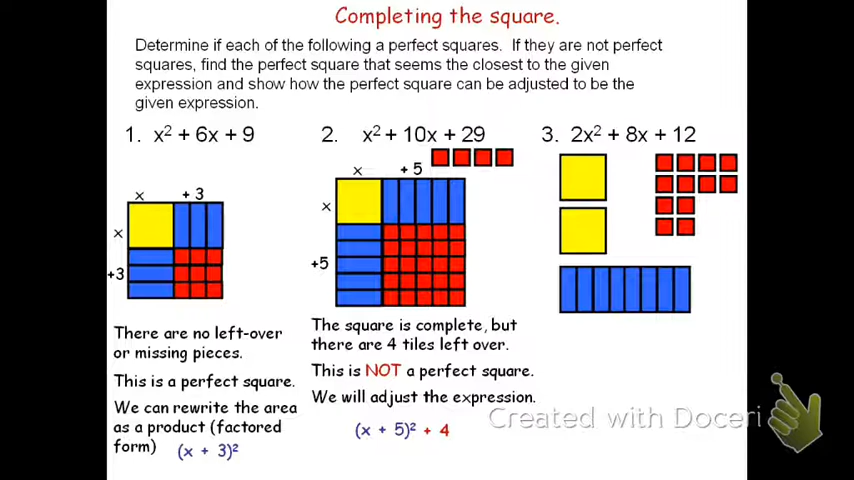 Completing the square.
Determine if each of the following a perfect squares. If they are not perfect
squares, find the perfect square that seems the closest to the given
expression and show how the perfect square can be adjusted to be the
given expression.
1. x² + 6x + 9
x + 3
x
+3
There are no left-over
or missing pieces.
This is a perfect square.
We can rewrite the area
as a product (factored
form) (x + 3)²
2. x² + 10x + 29
x + 5
x
+5
The square is complete, but
there are 4 tiles left over.
This is NOT a perfect square.
We will adjust the expression.
(x + 5)² + 4
3. 2x² + 8x + 12
Created with Doceri